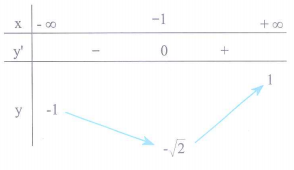 x -∞ -1 +∞
y' - 0 +
1
y -1
-√2